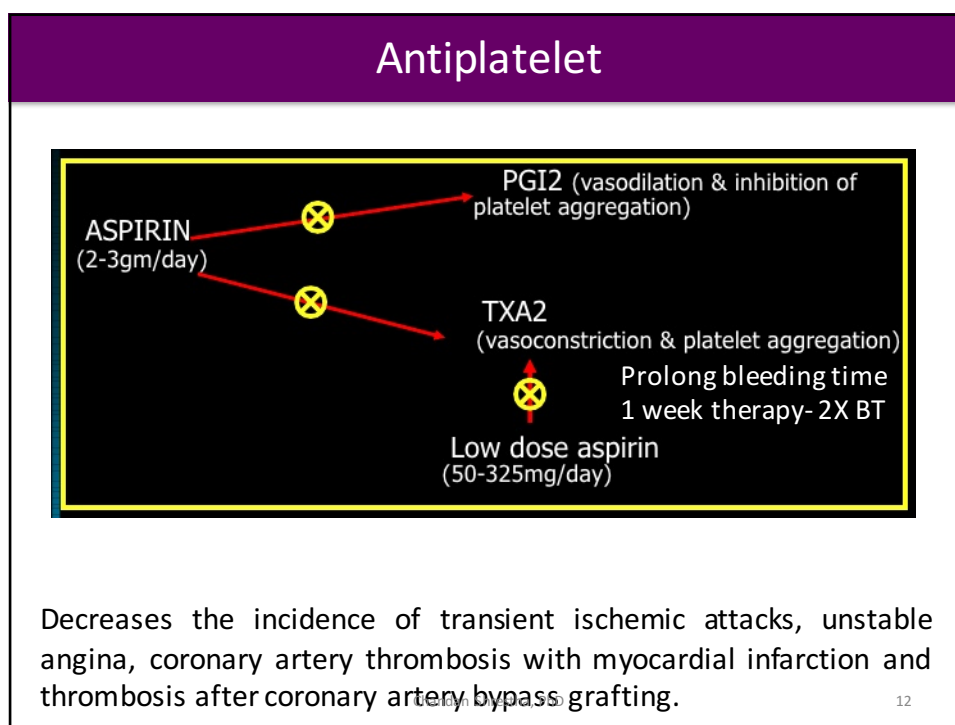 Antiplatelet
PGI2 (vasodilation & inhibition of
platelet aggregation)
ASPIRIN
(2-3gm/day)
TXA2
(vasoconstriction & platelet aggregation)
Prolong bleeding time
1 week therapy- 2X BT
Low dose aspirin
(50-325mg/day)
Decreases the incidence of transient ischemic attacks, unstable
angina, coronary artery thrombosis with myocardial infarction and
thrombosis after coronary artery bypass grafting.
PhD
12